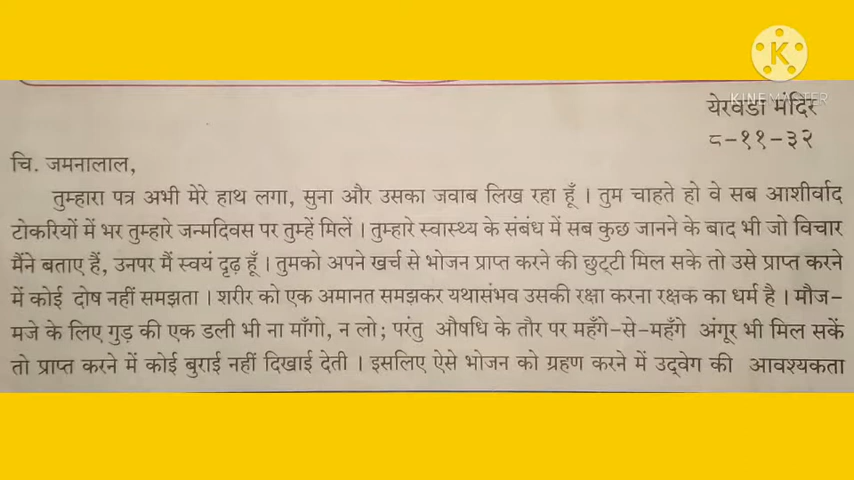 K
KINEMASTER
येरवडा मंदिर
८-११-३२
चि. जमनालाल,
तुम्हारा पत्र अभी मेरे हाथ लगा, सुना और उसका जवाब लिख रहा हूँ । तुम चाहते हो वे सब आशीर्वाद
टोकरियों में भर तुम्हारे जन्मदिवस पर तुम्हें मिलें । तुम्हारे स्वास्थ्य के संबंध में सब कुछ जानने के बाद भी जो विचार
मैंने बताए हैं, उनपर मैं स्वयं दृढ़ हूँ । तुमको अपने खर्च से भोजन प्राप्त करने की छुट्टी मिल सके तो उसे प्राप्त करने
में कोई दोष नहीं समझता । शरीर को एक अमानत समझकर यथासंभव उसकी रक्षा करना रक्षक का धर्म है । मौज-
मजे के लिए गुड़ की एक डली भी ना माँगो, न लो; परंतु औषधि के तौर पर महँगे-से-महँगे अंगूर भी मिल सकें
तो प्राप्त करने में कोई बुराई नहीं दिखाई देती । इसलिए ऐसे भोजन को ग्रहण करने में उद्‌वेग की आवश्यकता